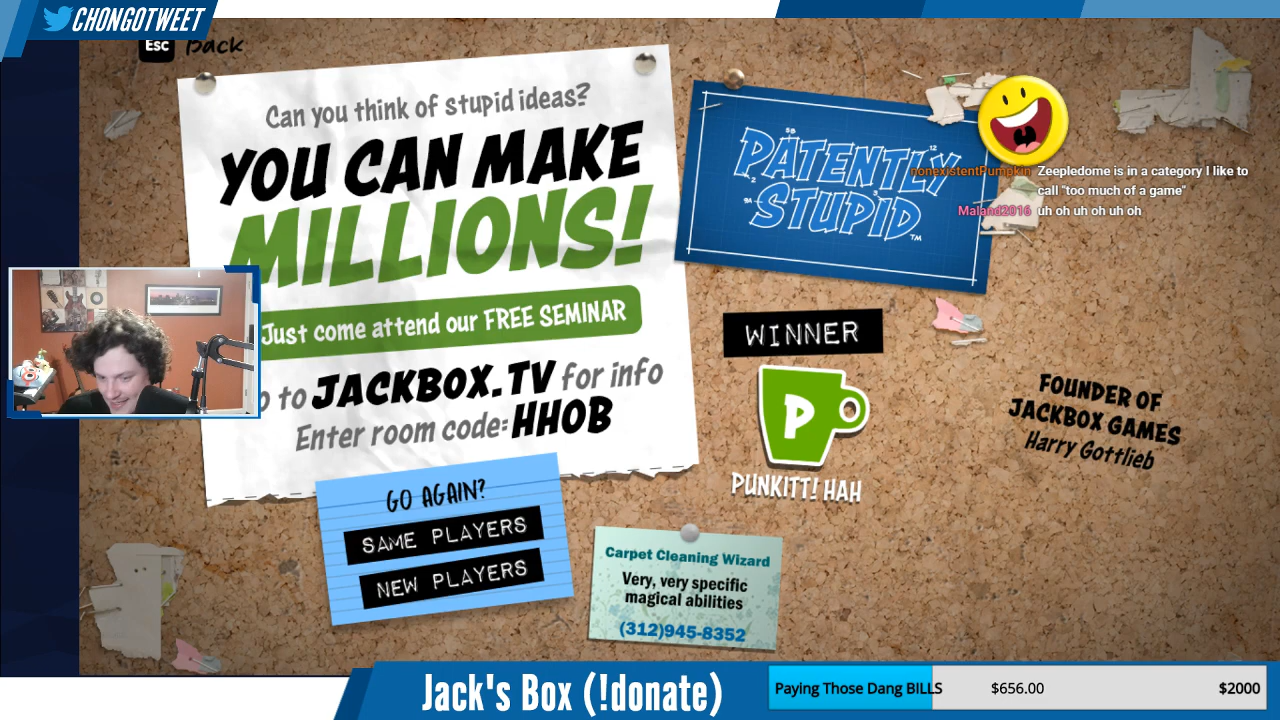 CHONGOTWEET
Esc Back
Can you think of stupid ideas?
YOU CAN MAKE
MILLIONS!
Just come attend our FREE SEMINAR
to JACKBOX.TV for info
Enter room code: HHOB
GO AGAIN?
SAME PLAYERS
NEW PLAYERS
PATENTLY
STUPID™
nonexistentPumpkin Zeepledome is in a category I like to
call "too much of a game"
Maland2016 uh oh uh oh uh oh
WINNER
P
PUNKITT! HAH
FOUNDER OF
JACKBOX GAMES
Harry Gottlieb
Carpet Cleaning Wizard
Very, very specific
magical abilities
(312)945-8352
Jack's Box (!donate)
Paying Those Dang BILLS $656.00 $2000